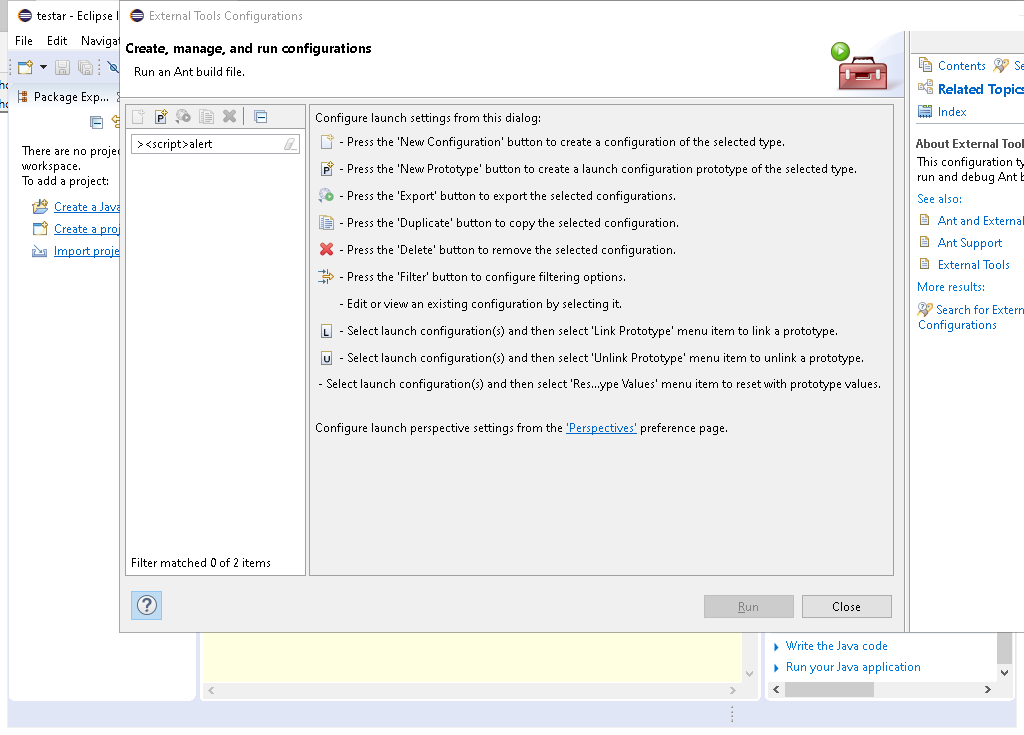 testar - Eclipse I
External Tools Configurations
File Edit Navigat
Create, manage, and run configurations
Run an Ant build file.
Package Exp...
There are no projec
workspace.
To add a project:
Create a Java
Create a proj
Import proje
><script>alert
Filter matched 0 of 2 items
Configure launch settings from this dialog:
- Press the 'New Configuration' button to create a configuration of the selected type.
P - Press the 'New Prototype' button to create a launch configuration prototype of the selected type.
- Press the 'Export' button to export the selected configurations.
- Press the 'Duplicate' button to copy the selected configuration.
- Press the 'Delete' button to remove the selected configuration.
- Press the 'Filter' button to configure filtering options.
- Edit or view an existing configuration by selecting it.
L - Select launch configuration(s) and then select 'Link Prototype' menu item to link a prototype.
U - Select launch configuration(s) and then select 'Unlink Prototype' menu item to unlink a prototype.
- Select launch configuration(s) and then select 'Res...ype Values' menu item to reset with prototype values.
Configure launch perspective settings from the 'Perspectives' preference page.
?
Run
Close
Contents Se
Related Topics
Index
About External Tool
This configuration ty
run and debug Ant b
See also:
Ant and External
Ant Support
External Tools
More results:
Search for Extern
Configurations
Write the Java code
Run your Java application